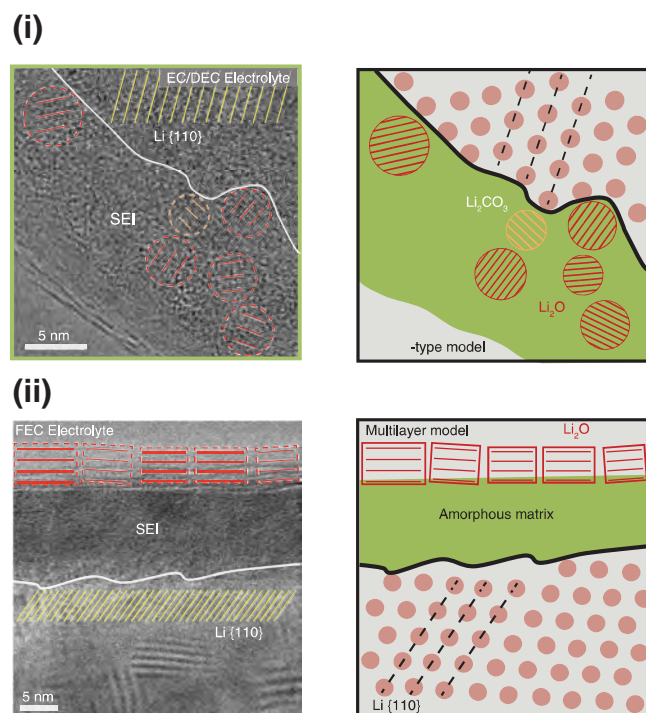 (i)
EC/DEC Electrolyte
Li {110}
SEI
5 nm
Li₂CO₃
Li₂O
-type model
(ii)
FEC Electrolyte
SEI
Li {110}
5 nm
Multilayer model
Li₂O
Amorphous matrix
Li {110}